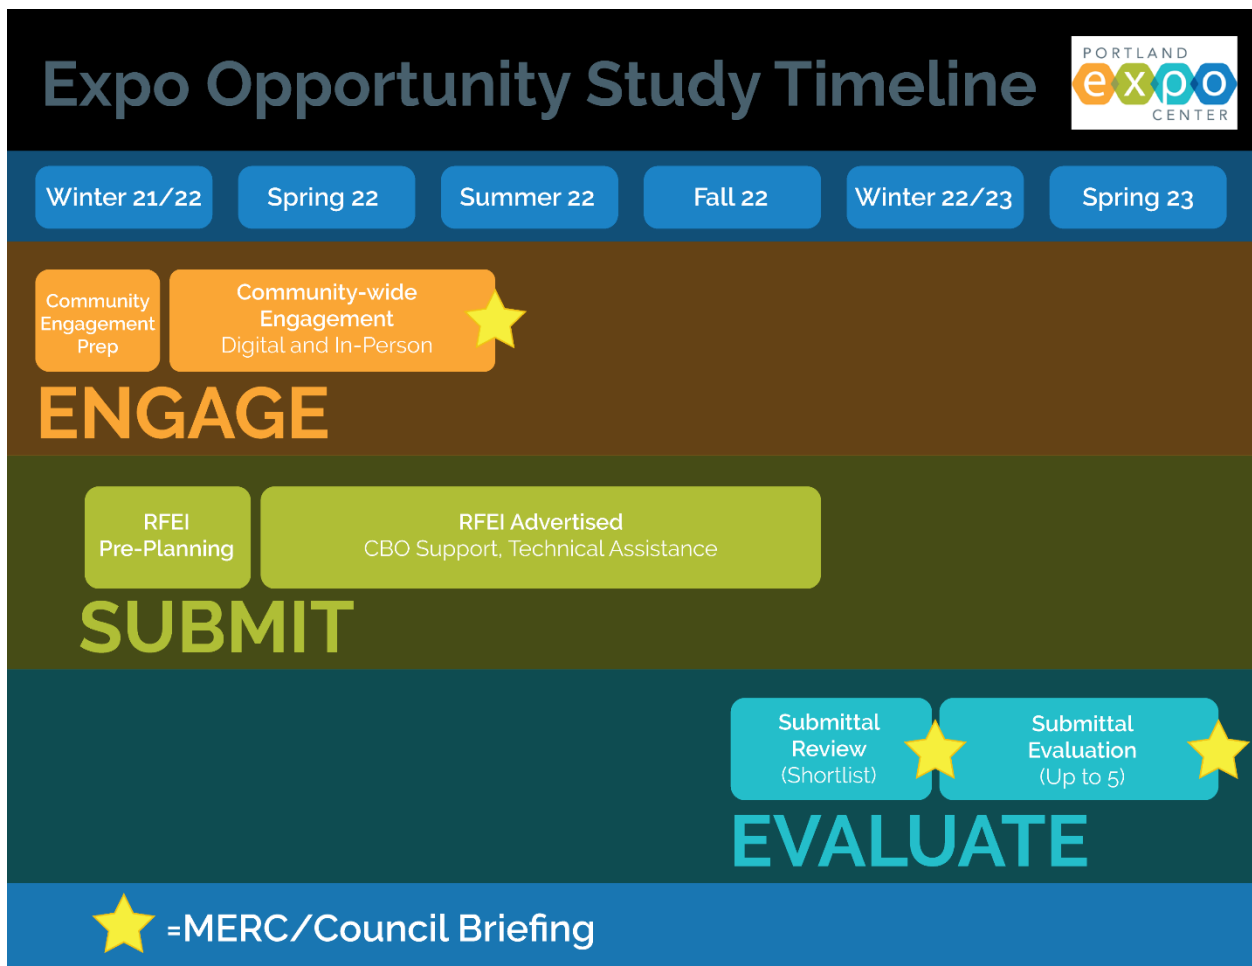 Expo Opportunity Study Timeline
PORTLAND
expo
CENTER
Winter 21/22
Spring 22
Summer 22
Fall 22
Winter 22/23
Spring 23
Community
Engagement
Prep
Community-wide
Engagement
Digital and In-Person
ENGAGE
RFEI
Pre-Planning
RFEI Advertised
CBO Support, Technical Assistance
SUBMIT
Submittal
Review
(Shortlist)
Submittal
Evaluation
(Up to 5)
EVALUATE
=MERC/Council Briefing